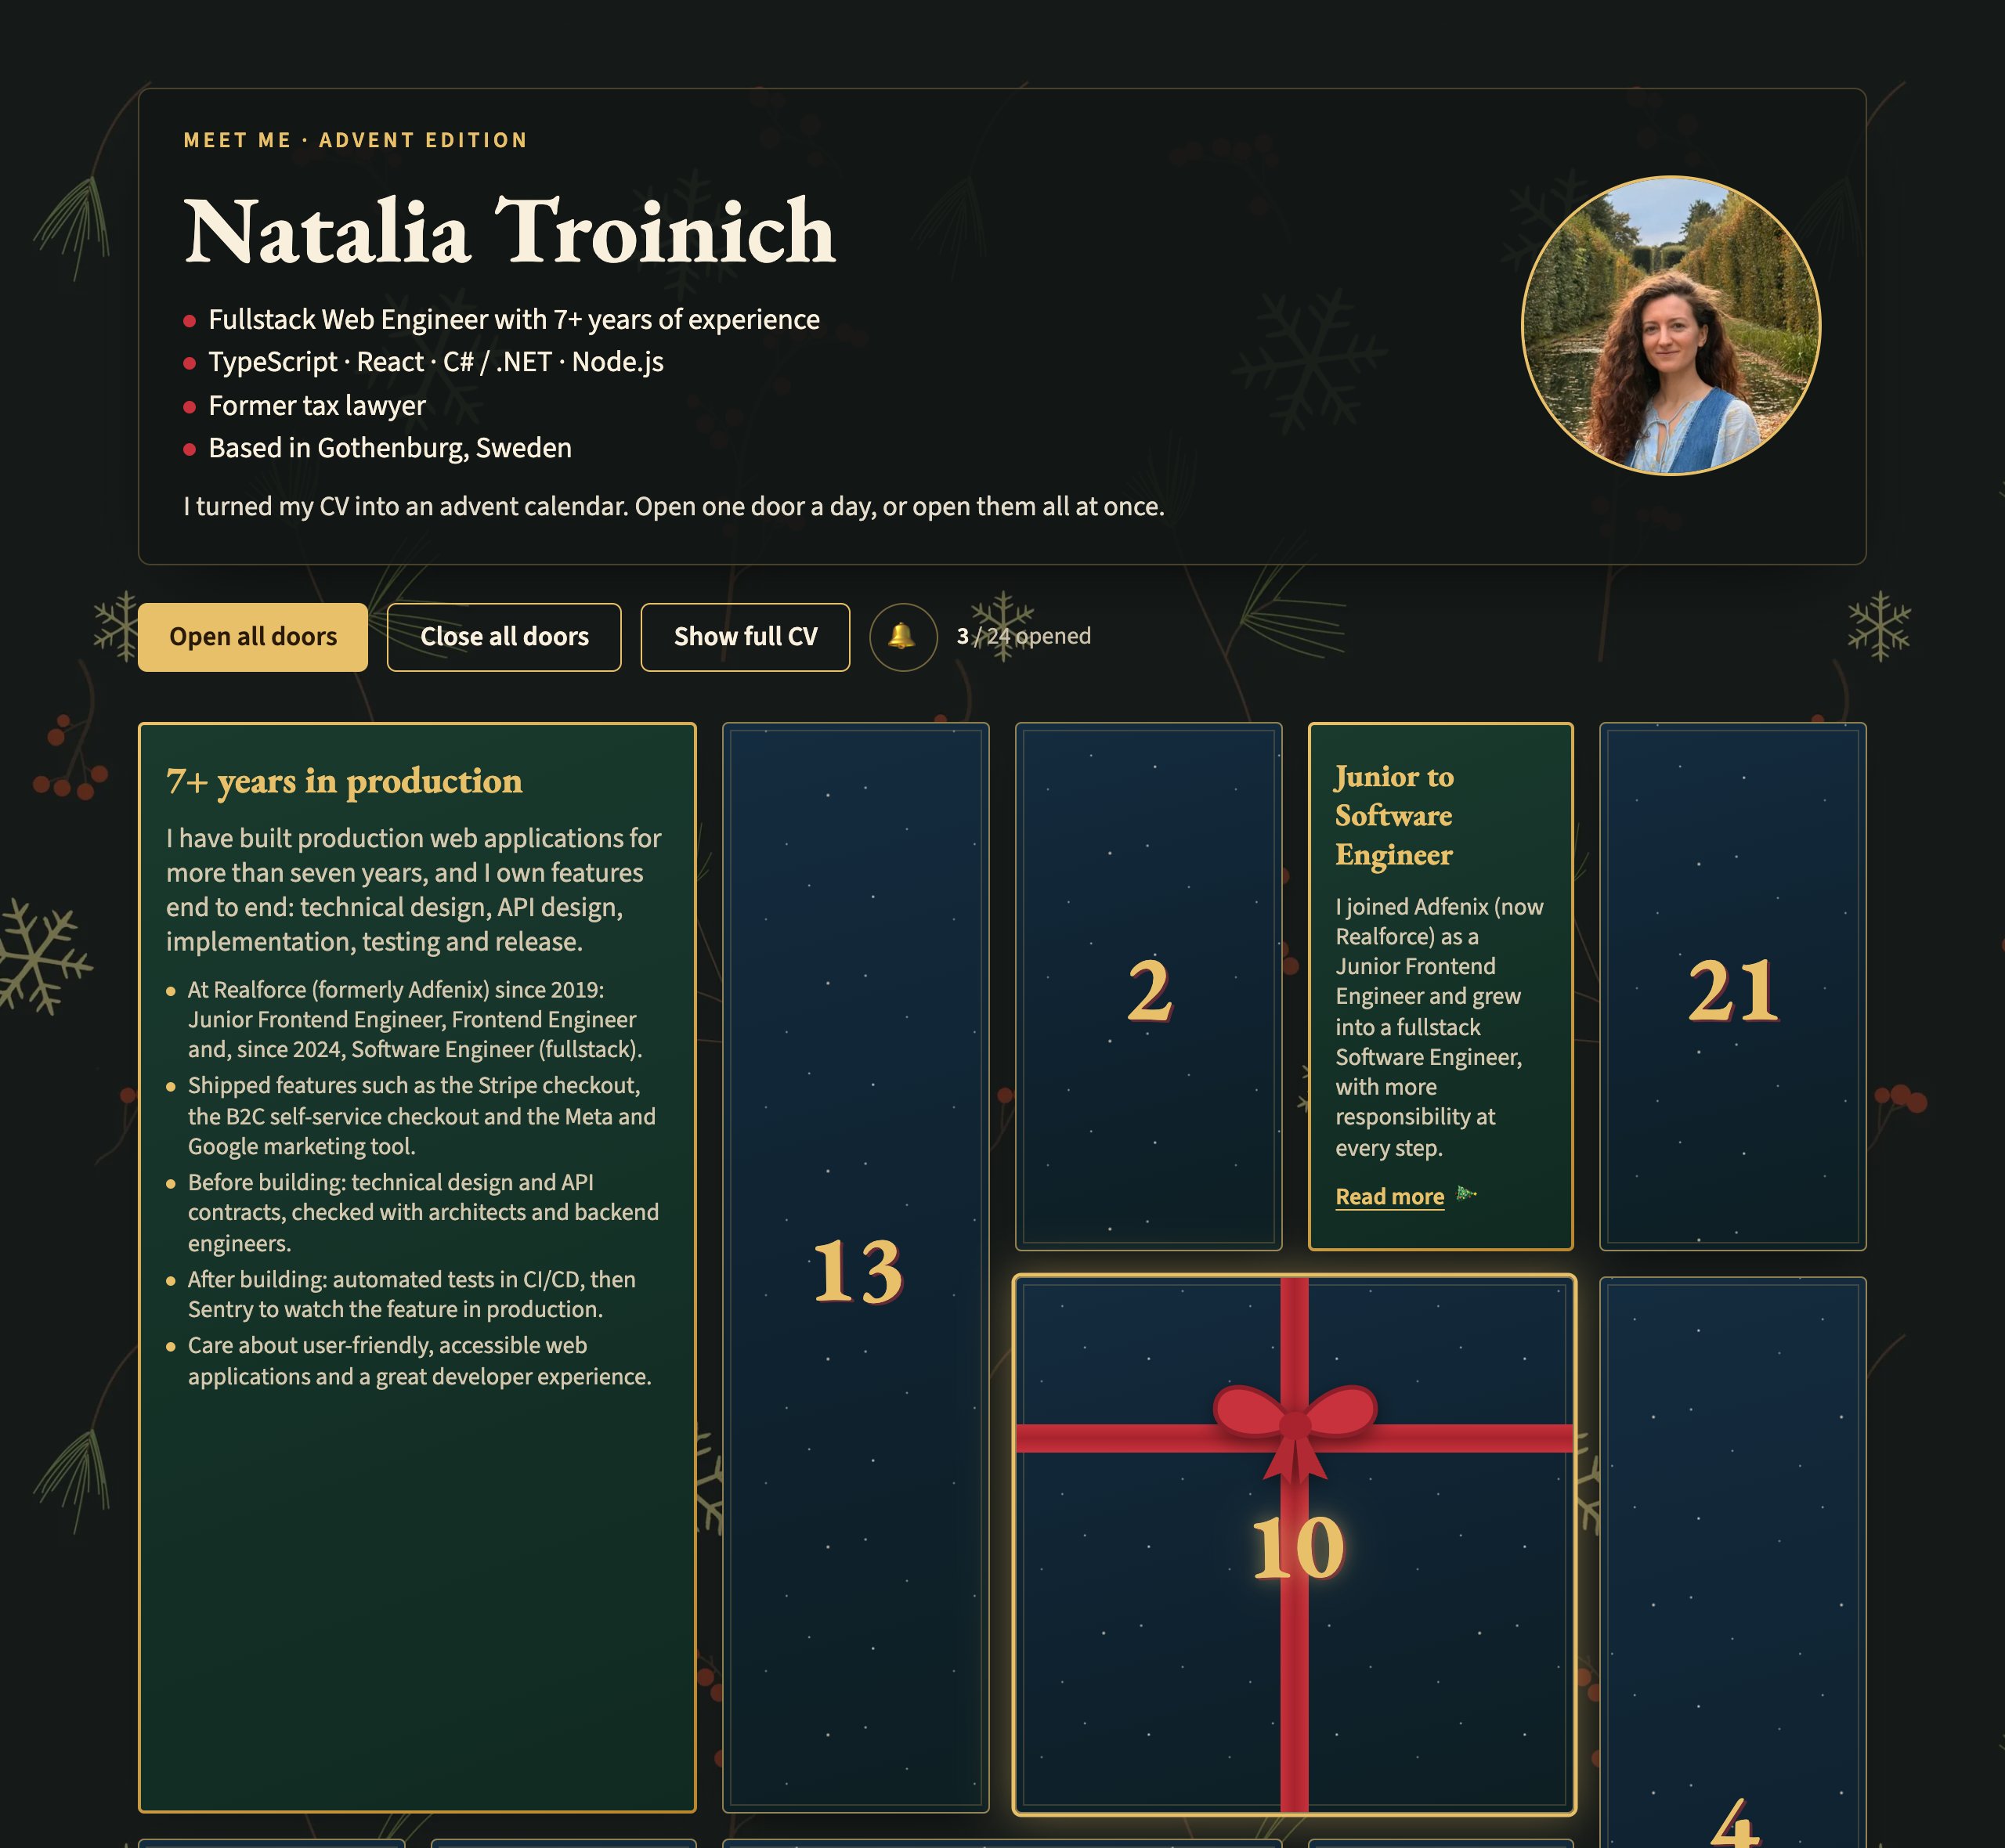 MEET ME · ADVENT EDITION
Natalia Troinich
Fullstack Web Engineer with 7+ years of experience
TypeScript · React · C# / .NET · Node.js
Former tax lawyer
Based in Gothenburg, Sweden
I turned my CV into an advent calendar. Open one door a day, or open them all at once.
Open all doors
Close all doors
Show full CV
3 / 24 opened
7+ years in production
I have built production web applications for
more than seven years, and I own features
end to end: technical design, API design,
implementation, testing and release.
At Realforce (formerly Adfenix) since 2019:
Junior Frontend Engineer, Frontend Engineer
and, since 2024, Software Engineer (fullstack).
Shipped features such as the Stripe checkout,
the B2C self-service checkout and the Meta and
Google marketing tool.
Before building: technical design and API
contracts, checked with architects and backend
engineers.
After building: automated tests in CI/CD, then
Sentry to watch the feature in production.
Care about user-friendly, accessible web
applications and a great developer experience.
13
2
Junior to
Software
Engineer
I joined Adfenix (now
Realforce) as a
Junior Frontend
Engineer and grew
into a fullstack
Software Engineer,
with more
responsibility at
every step.
Read more
21
10
4